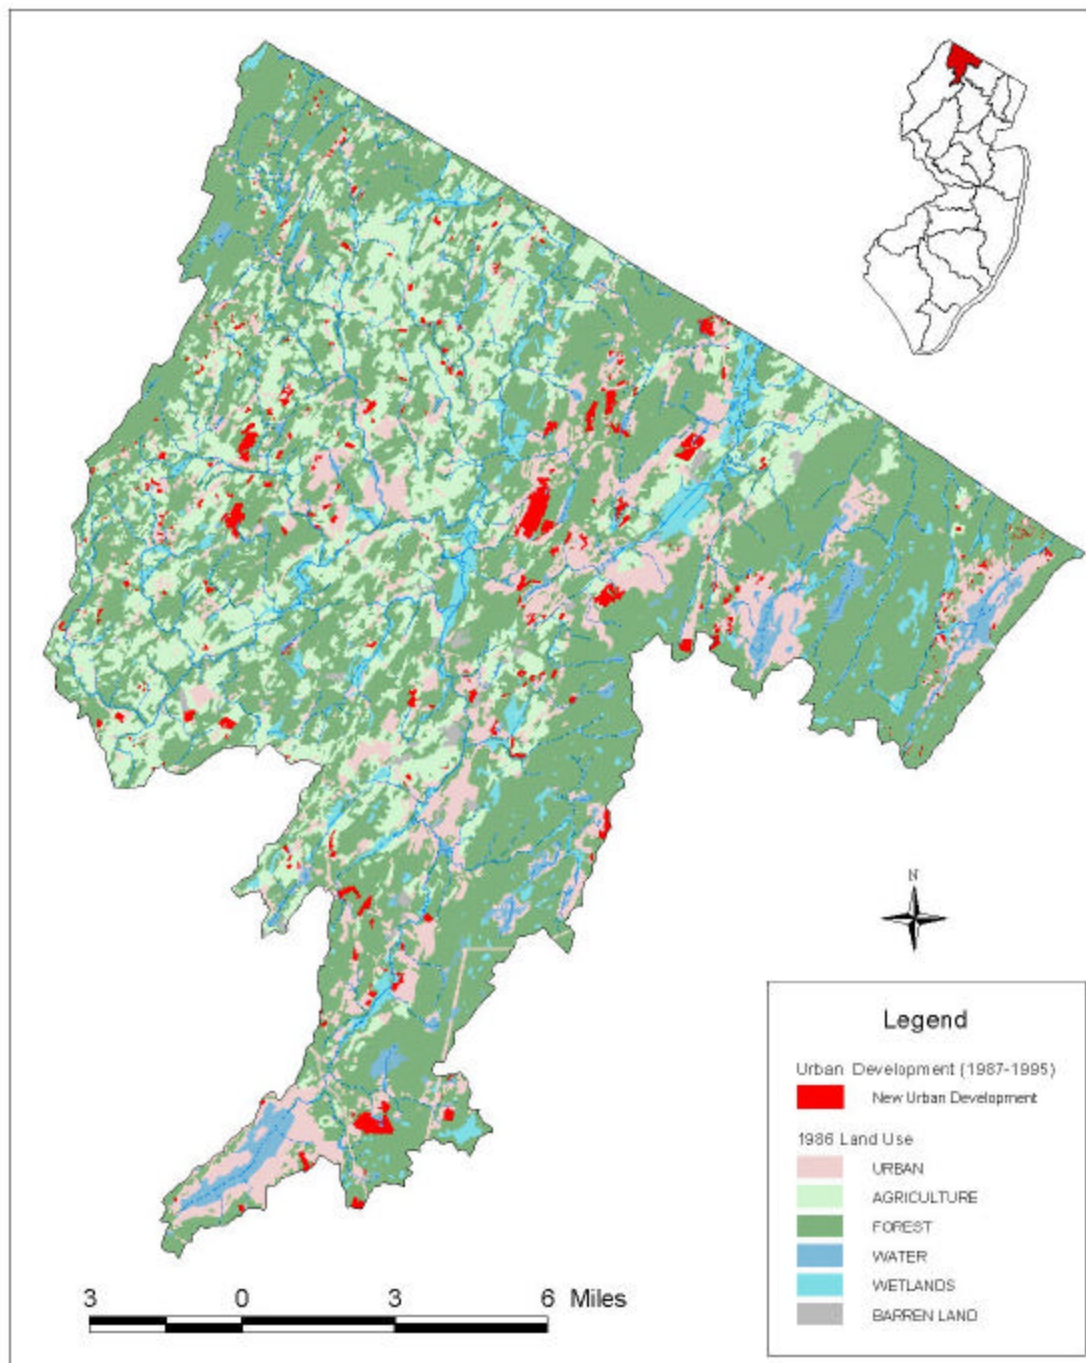 N
Legend
Urban Development (1987-1995)
New Urban Development
1986 Land Use
URBAN
AGRICULTURE
FOREST
WATER
WETLANDS
BARREN LAND
3 0 3 6 Miles